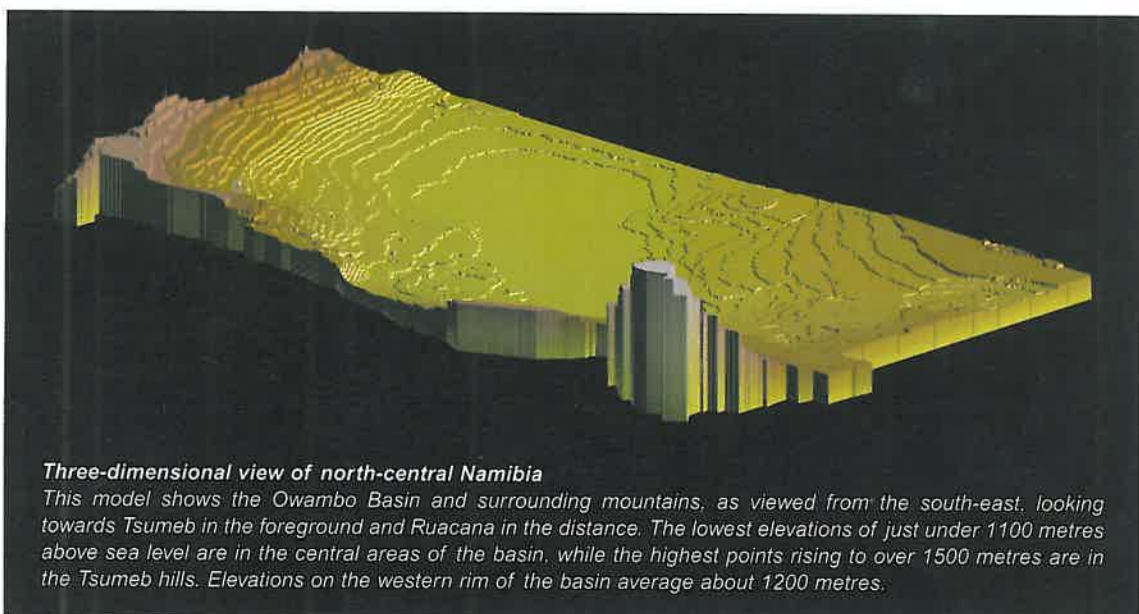 Three-dimensional view of north-central Namibia
This model shows the Owambo Basin and surrounding mountains, as viewed from the south-east, looking
towards Tsumeb in the foreground and Ruacana in the distance. The lowest elevations of just under 1100 metres
above sea level are in the central areas of the basin, while the highest points rising to over 1500 metres are in
the Tsumeb hills. Elevations on the western rim of the basin average about 1200 metres.